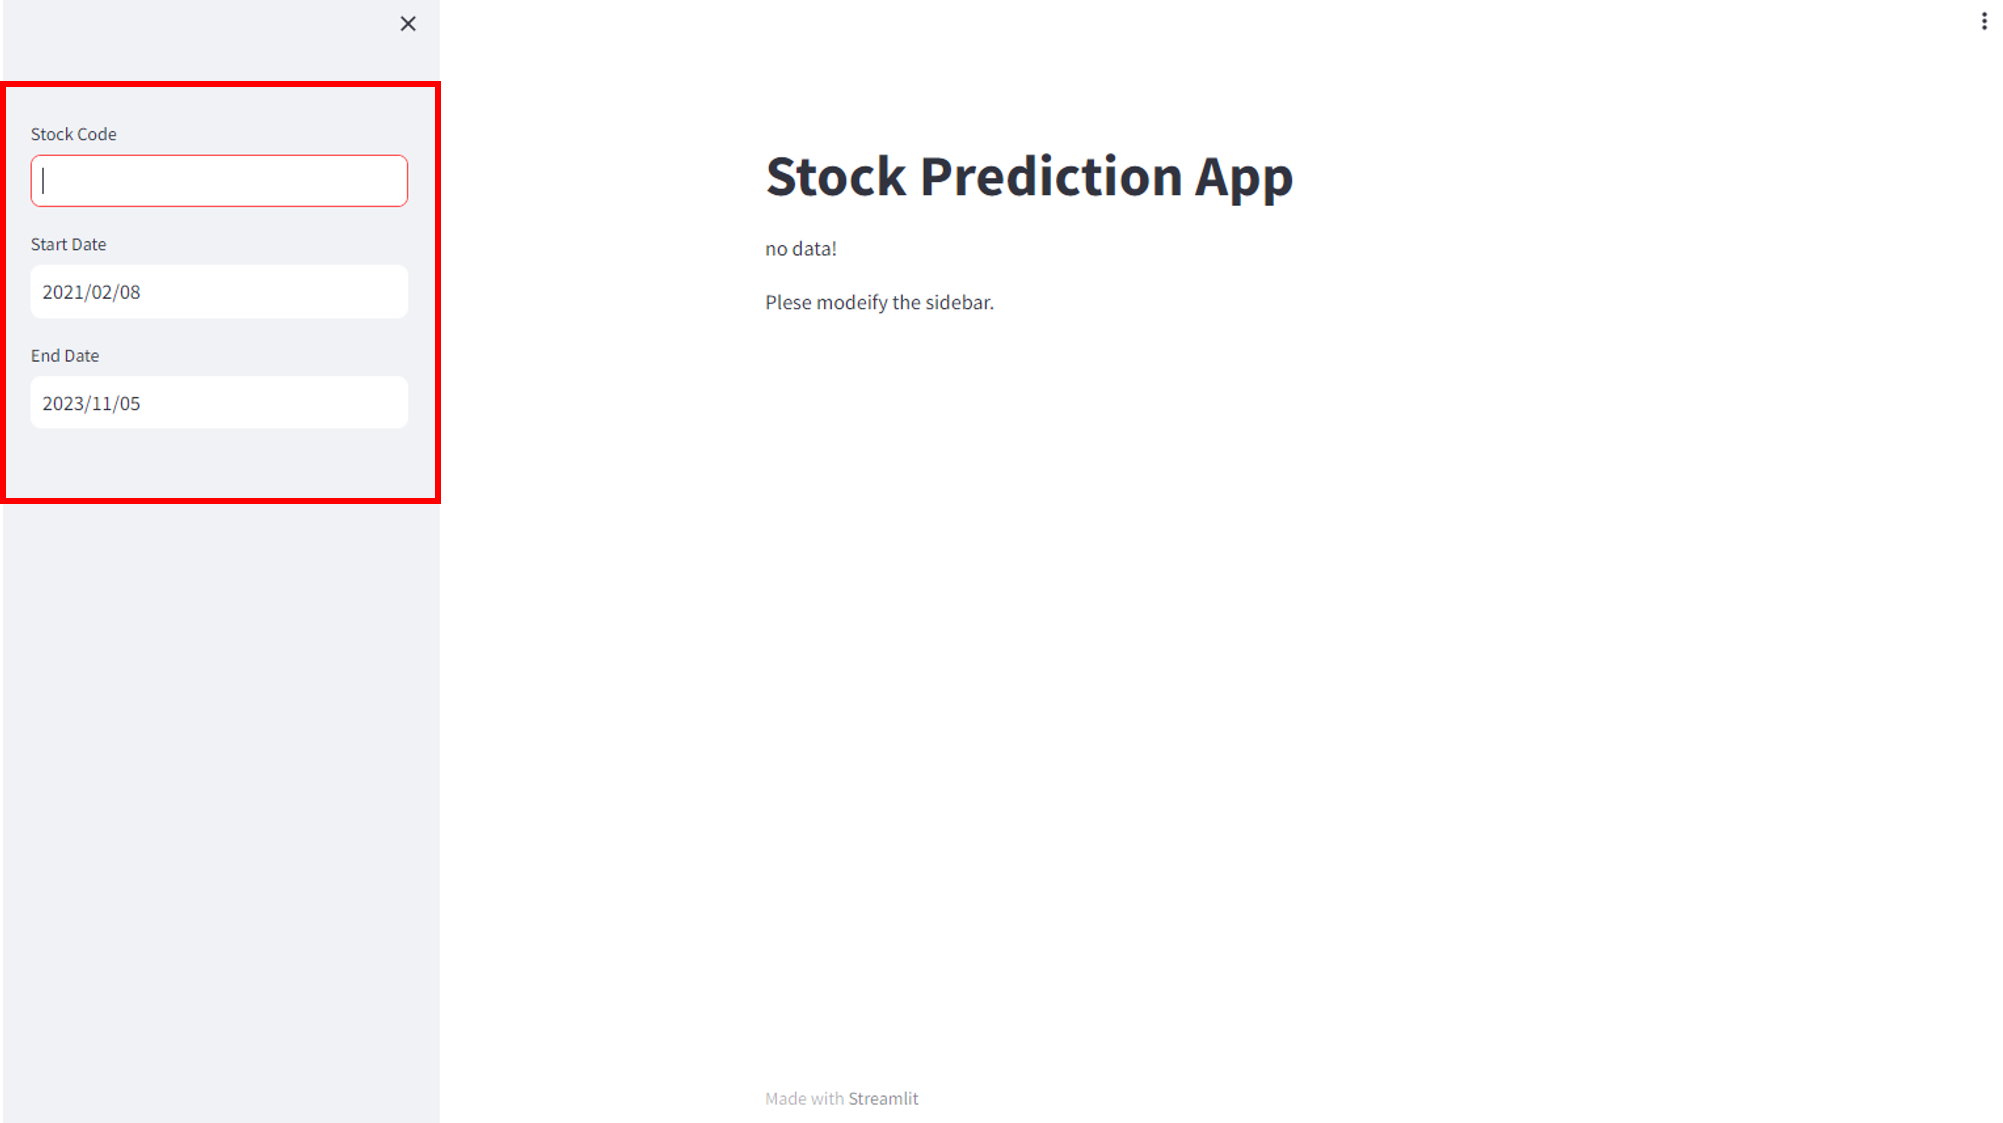 Stock Code
Start Date
2021/02/08
End Date
2023/11/05
Stock Prediction App
no data!
Plese modeify the sidebar.
Made with Streamlit